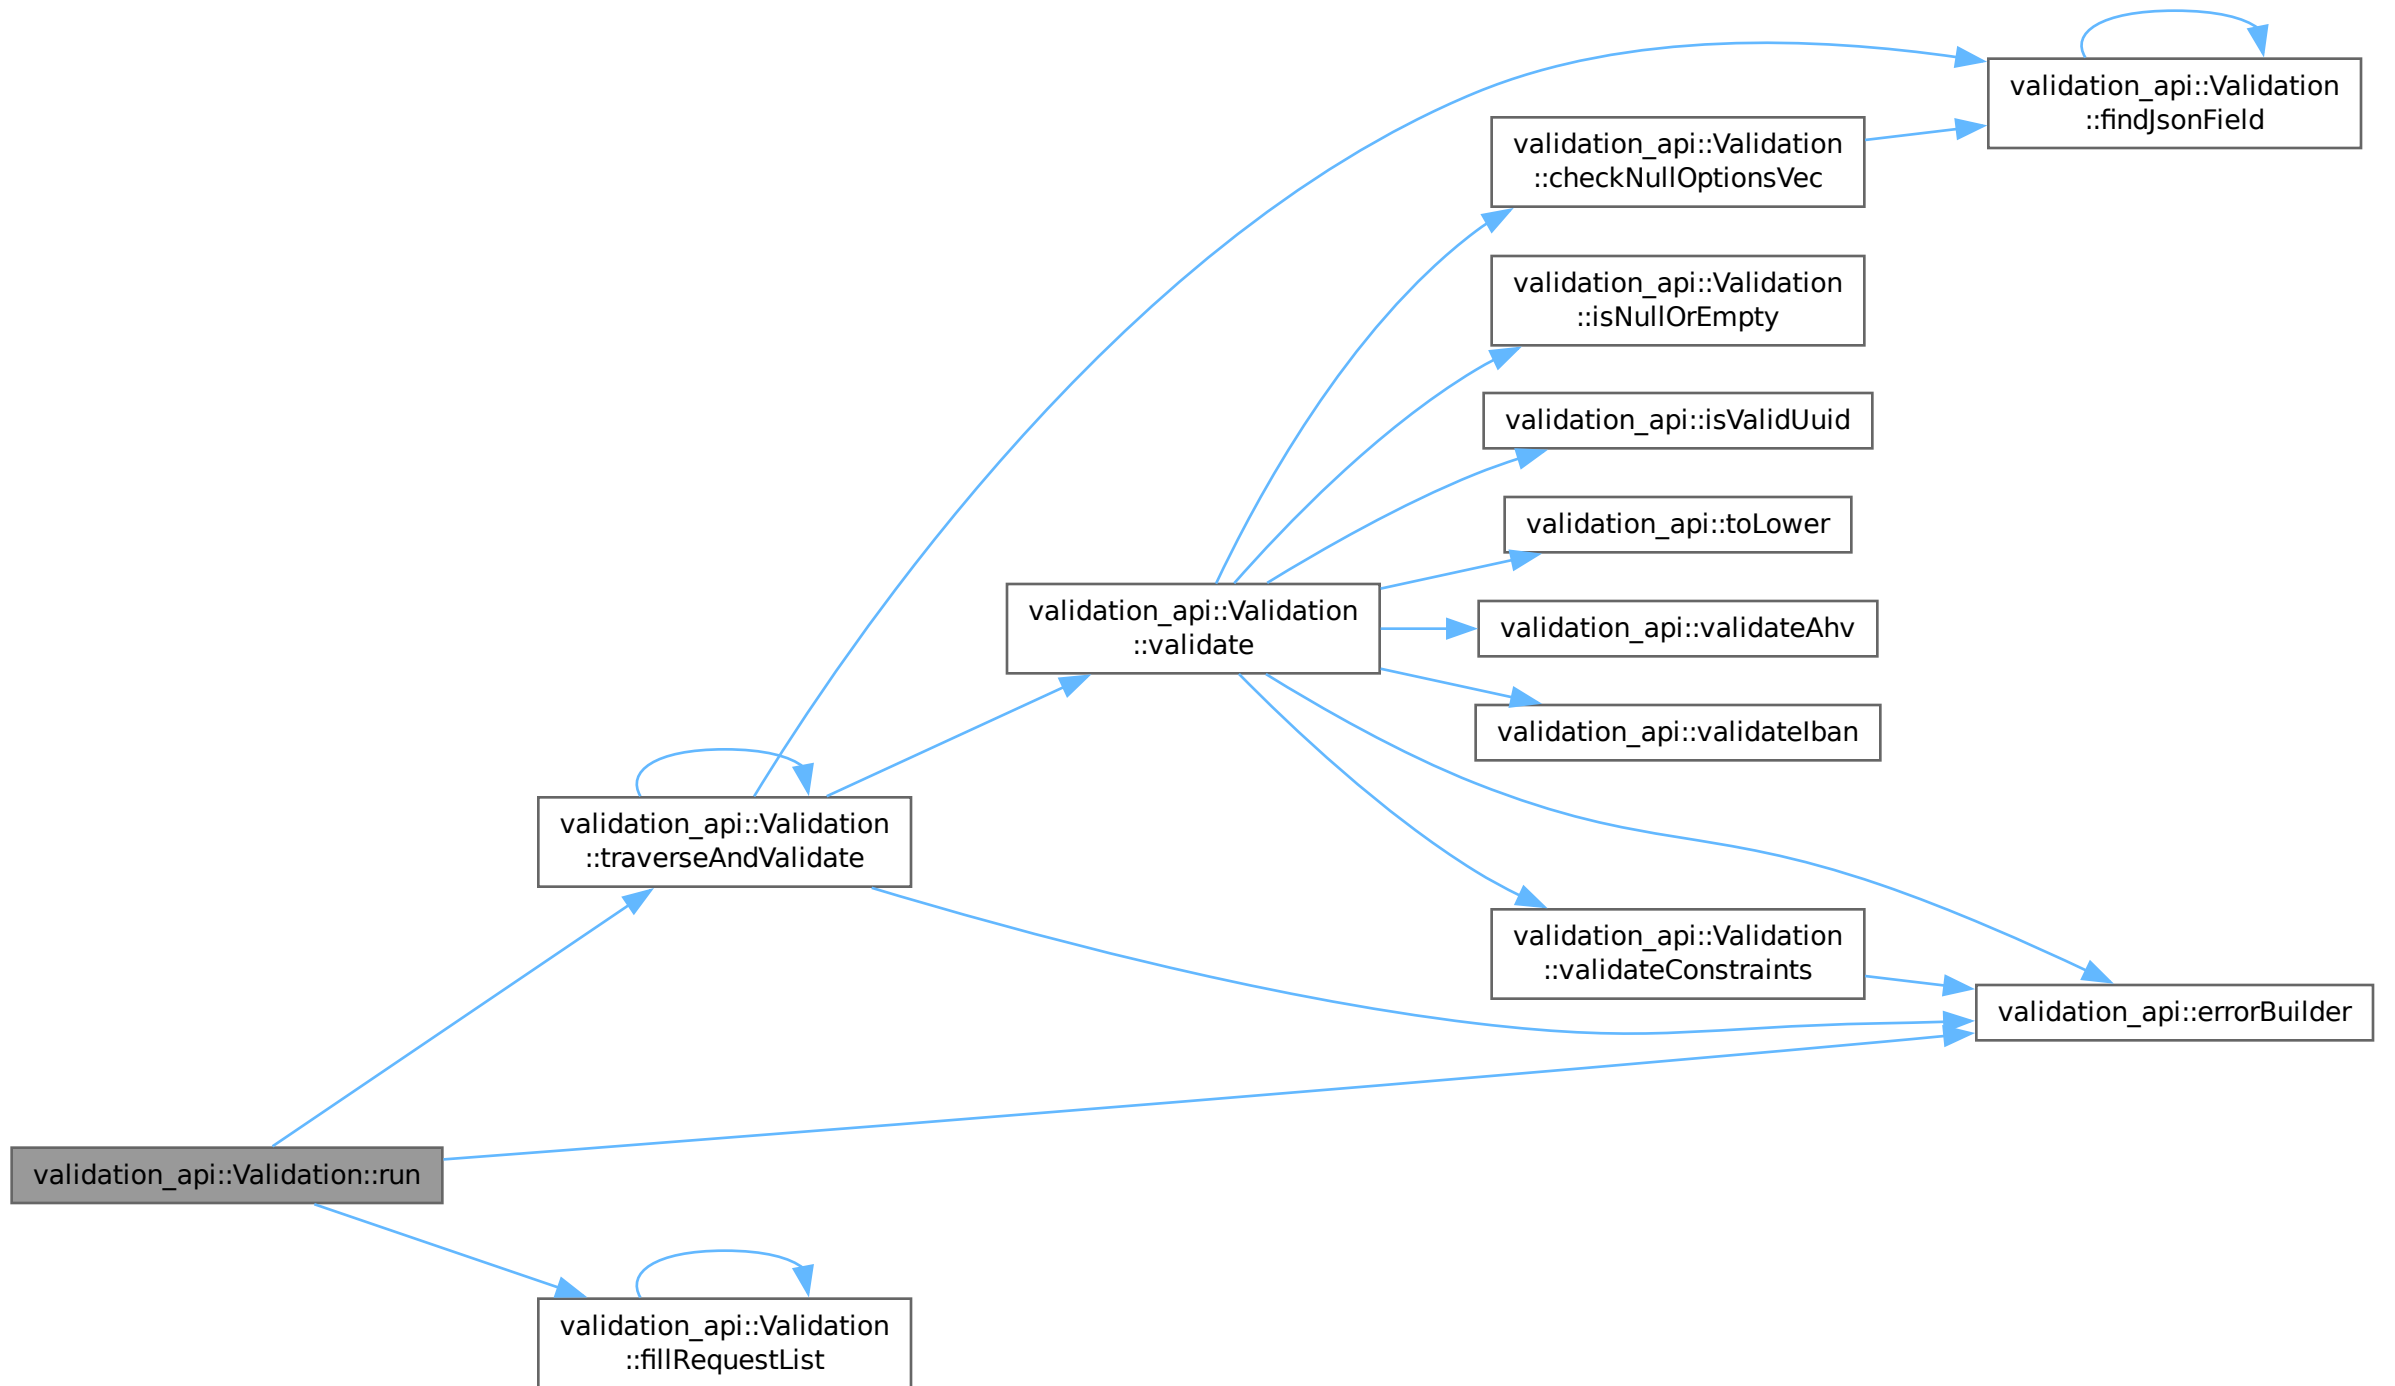 validation_api::Validation
::findJsonField
validation_api::Validation
::checkNullOptionsVec
validation_api::Validation
::isNullOrEmpty
validation_api::isValidUuid
validation_api::toLower
validation_api::Validation
::validate
validation_api::validateAhv
validation_api::validateIban
validation_api::Validation
::traverseAndValidate
validation_api::Validation
::validateConstraints
validation_api::errorBuilder
validation_api::Validation::run
validation_api::Validation
::fillRequestList